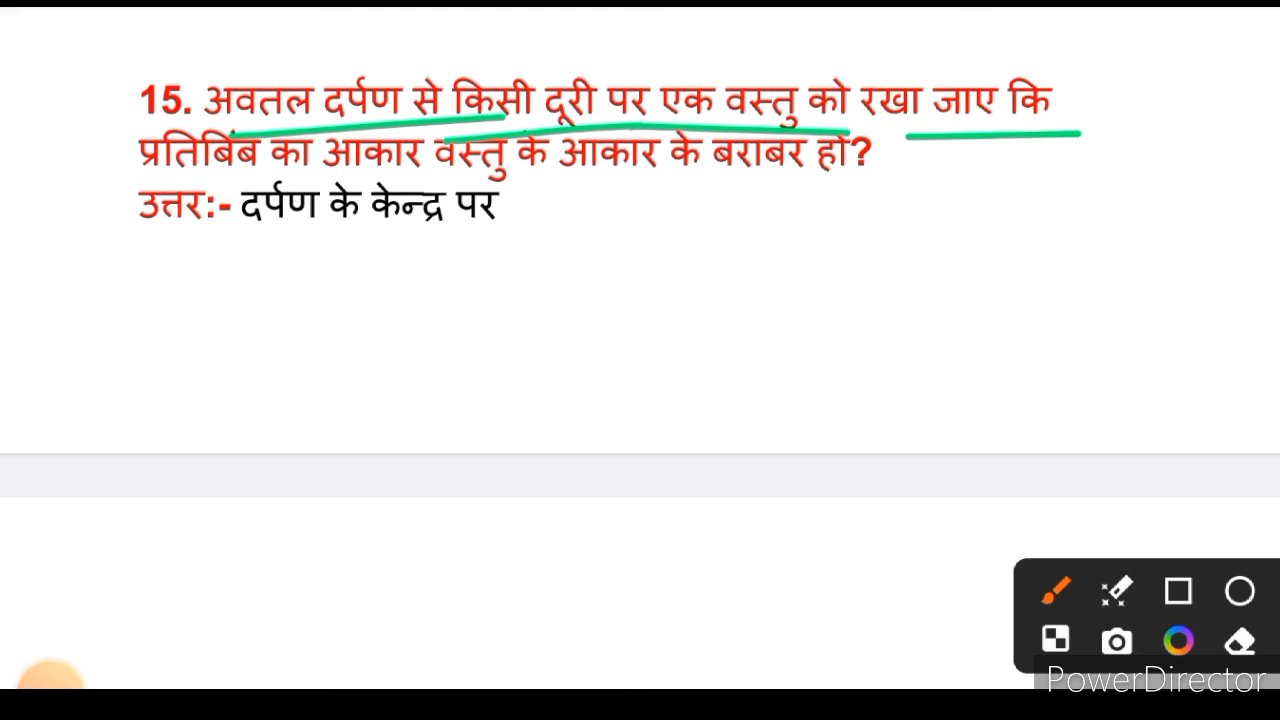 15. अवतल दर्पण से किसी दूरी पर एक वस्तु को रखा जाए कि
प्रतिबिंब का आकार वस्तु के आकार के बराबर हो?
उत्तर:- दर्पण के केन्द्र पर
PowerDirector